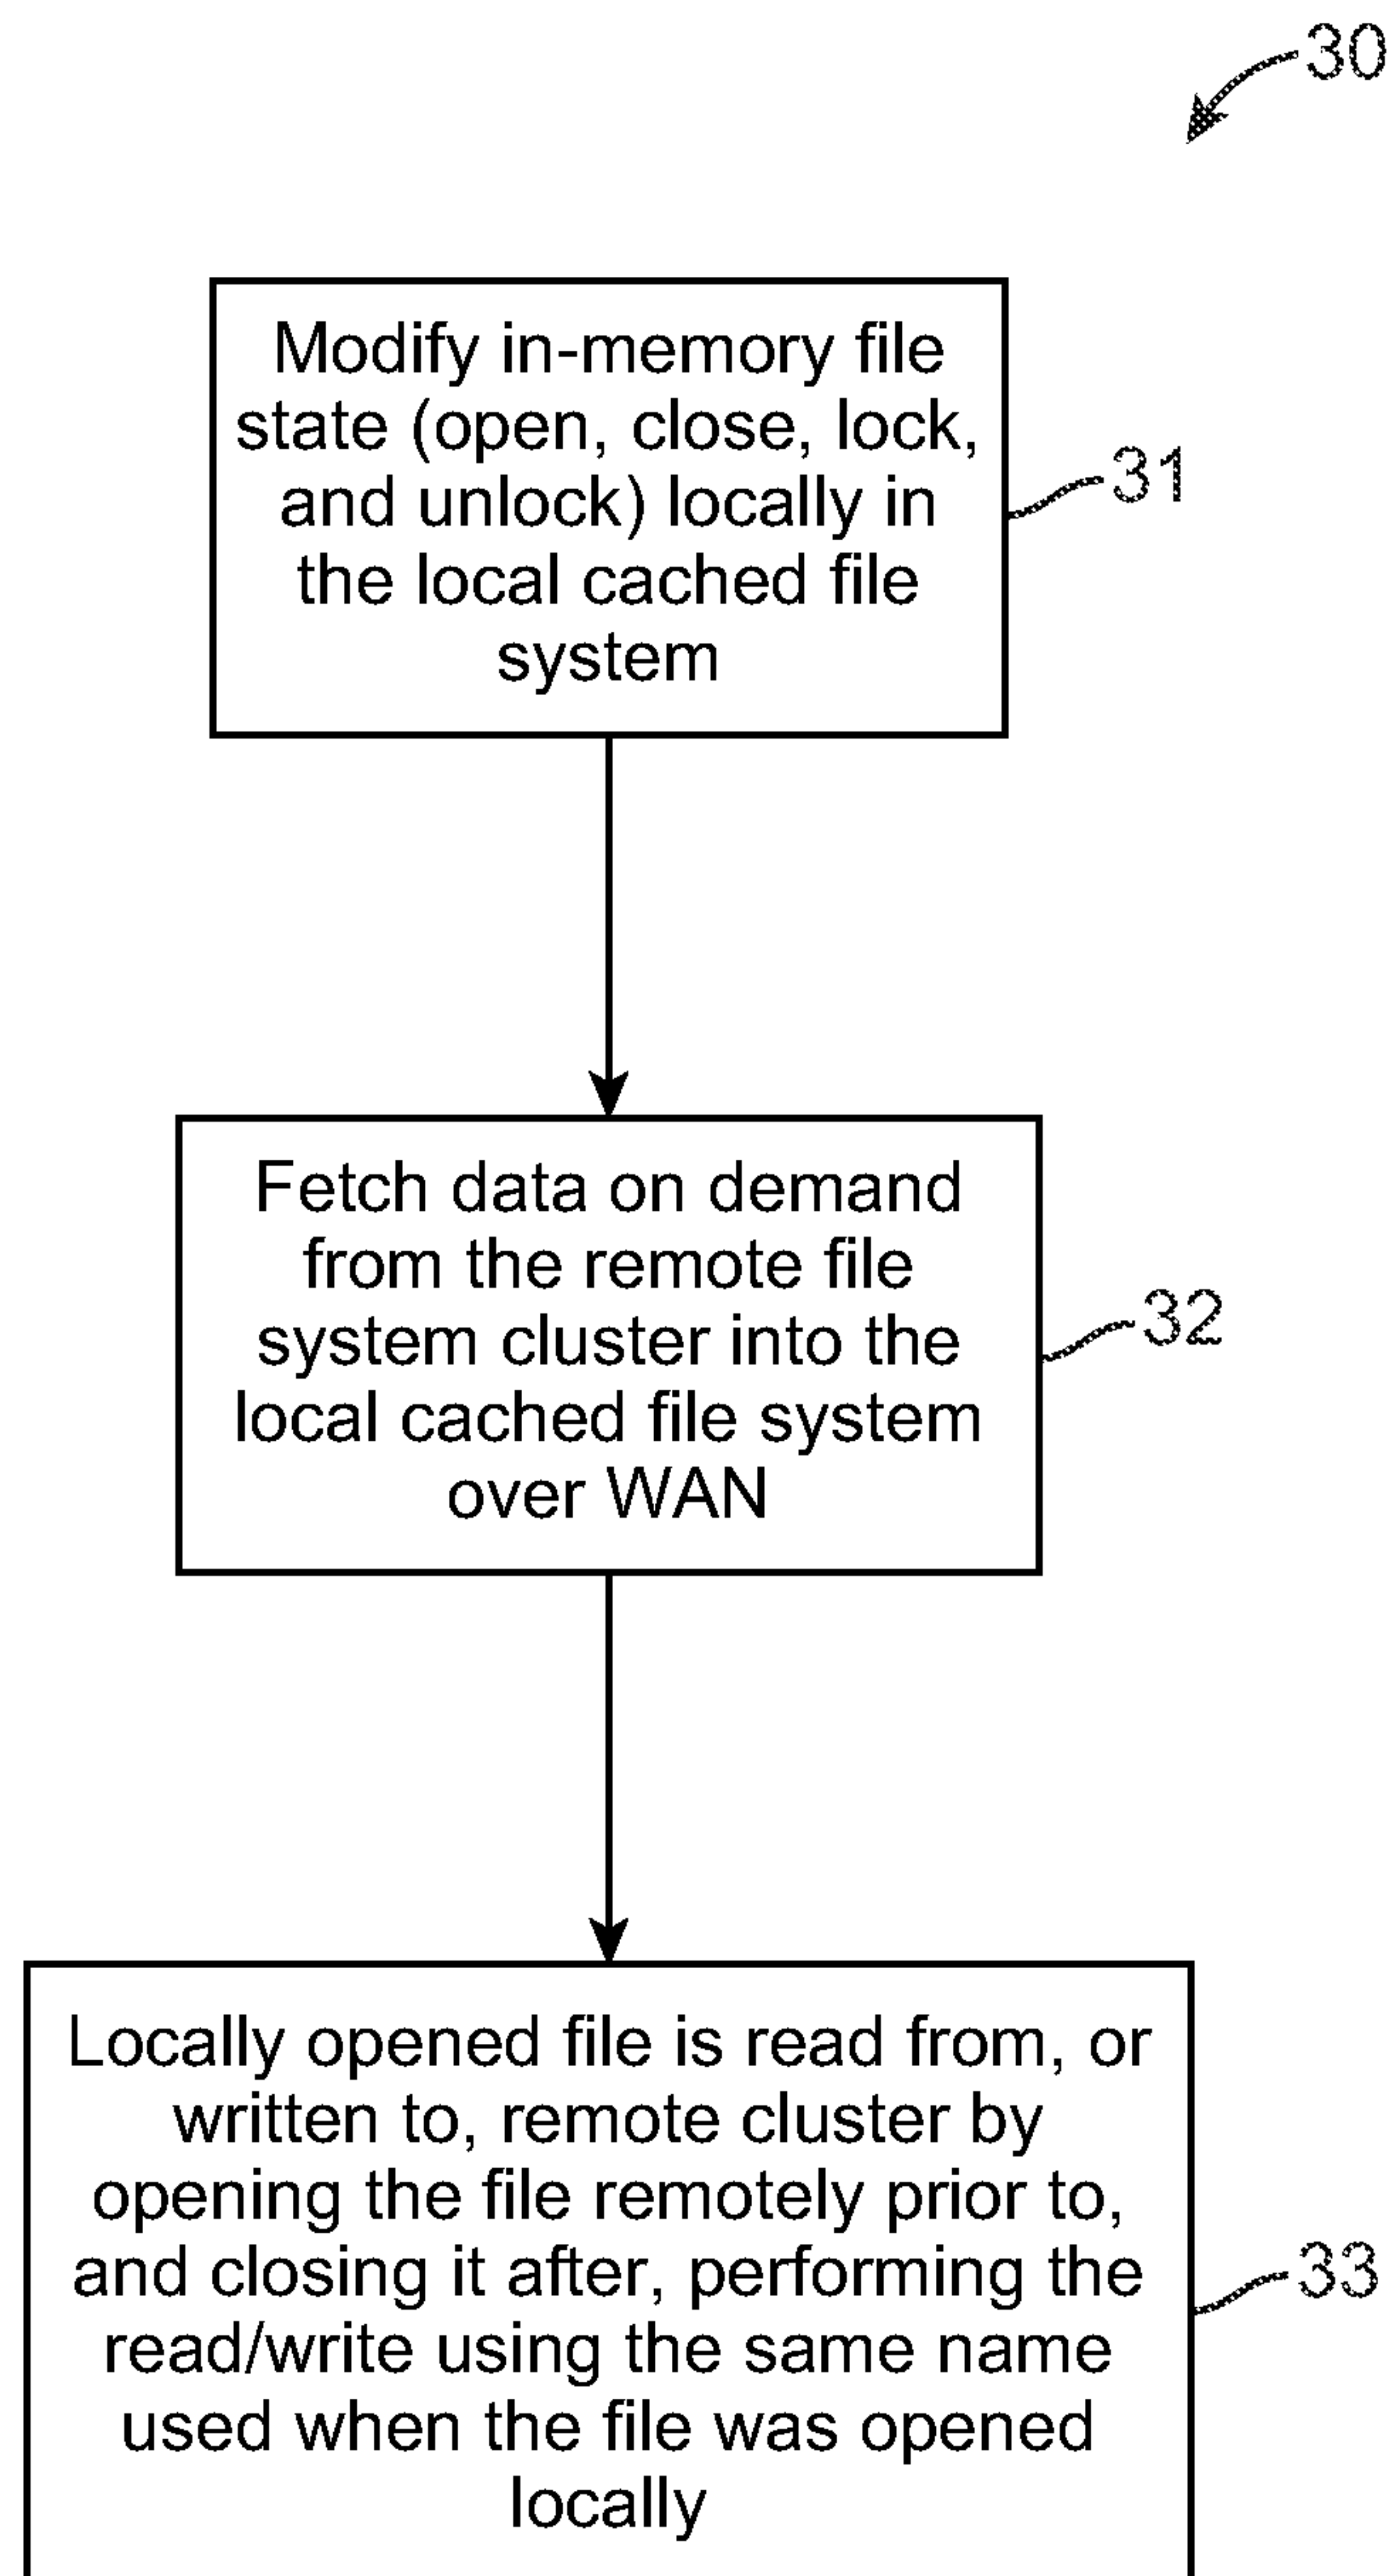 30
Modify in-memory file
state (open, close, lock,
and unlock) locally in
the local cached file
system
31
Fetch data on demand
from the remote file
system cluster into the
local cached file system
over WAN
32
Locally opened file is read from, or
written to, remote cluster by
opening the file remotely prior to,
and closing it after, performing the
read/write using the same name
used when the file was opened
locally
33